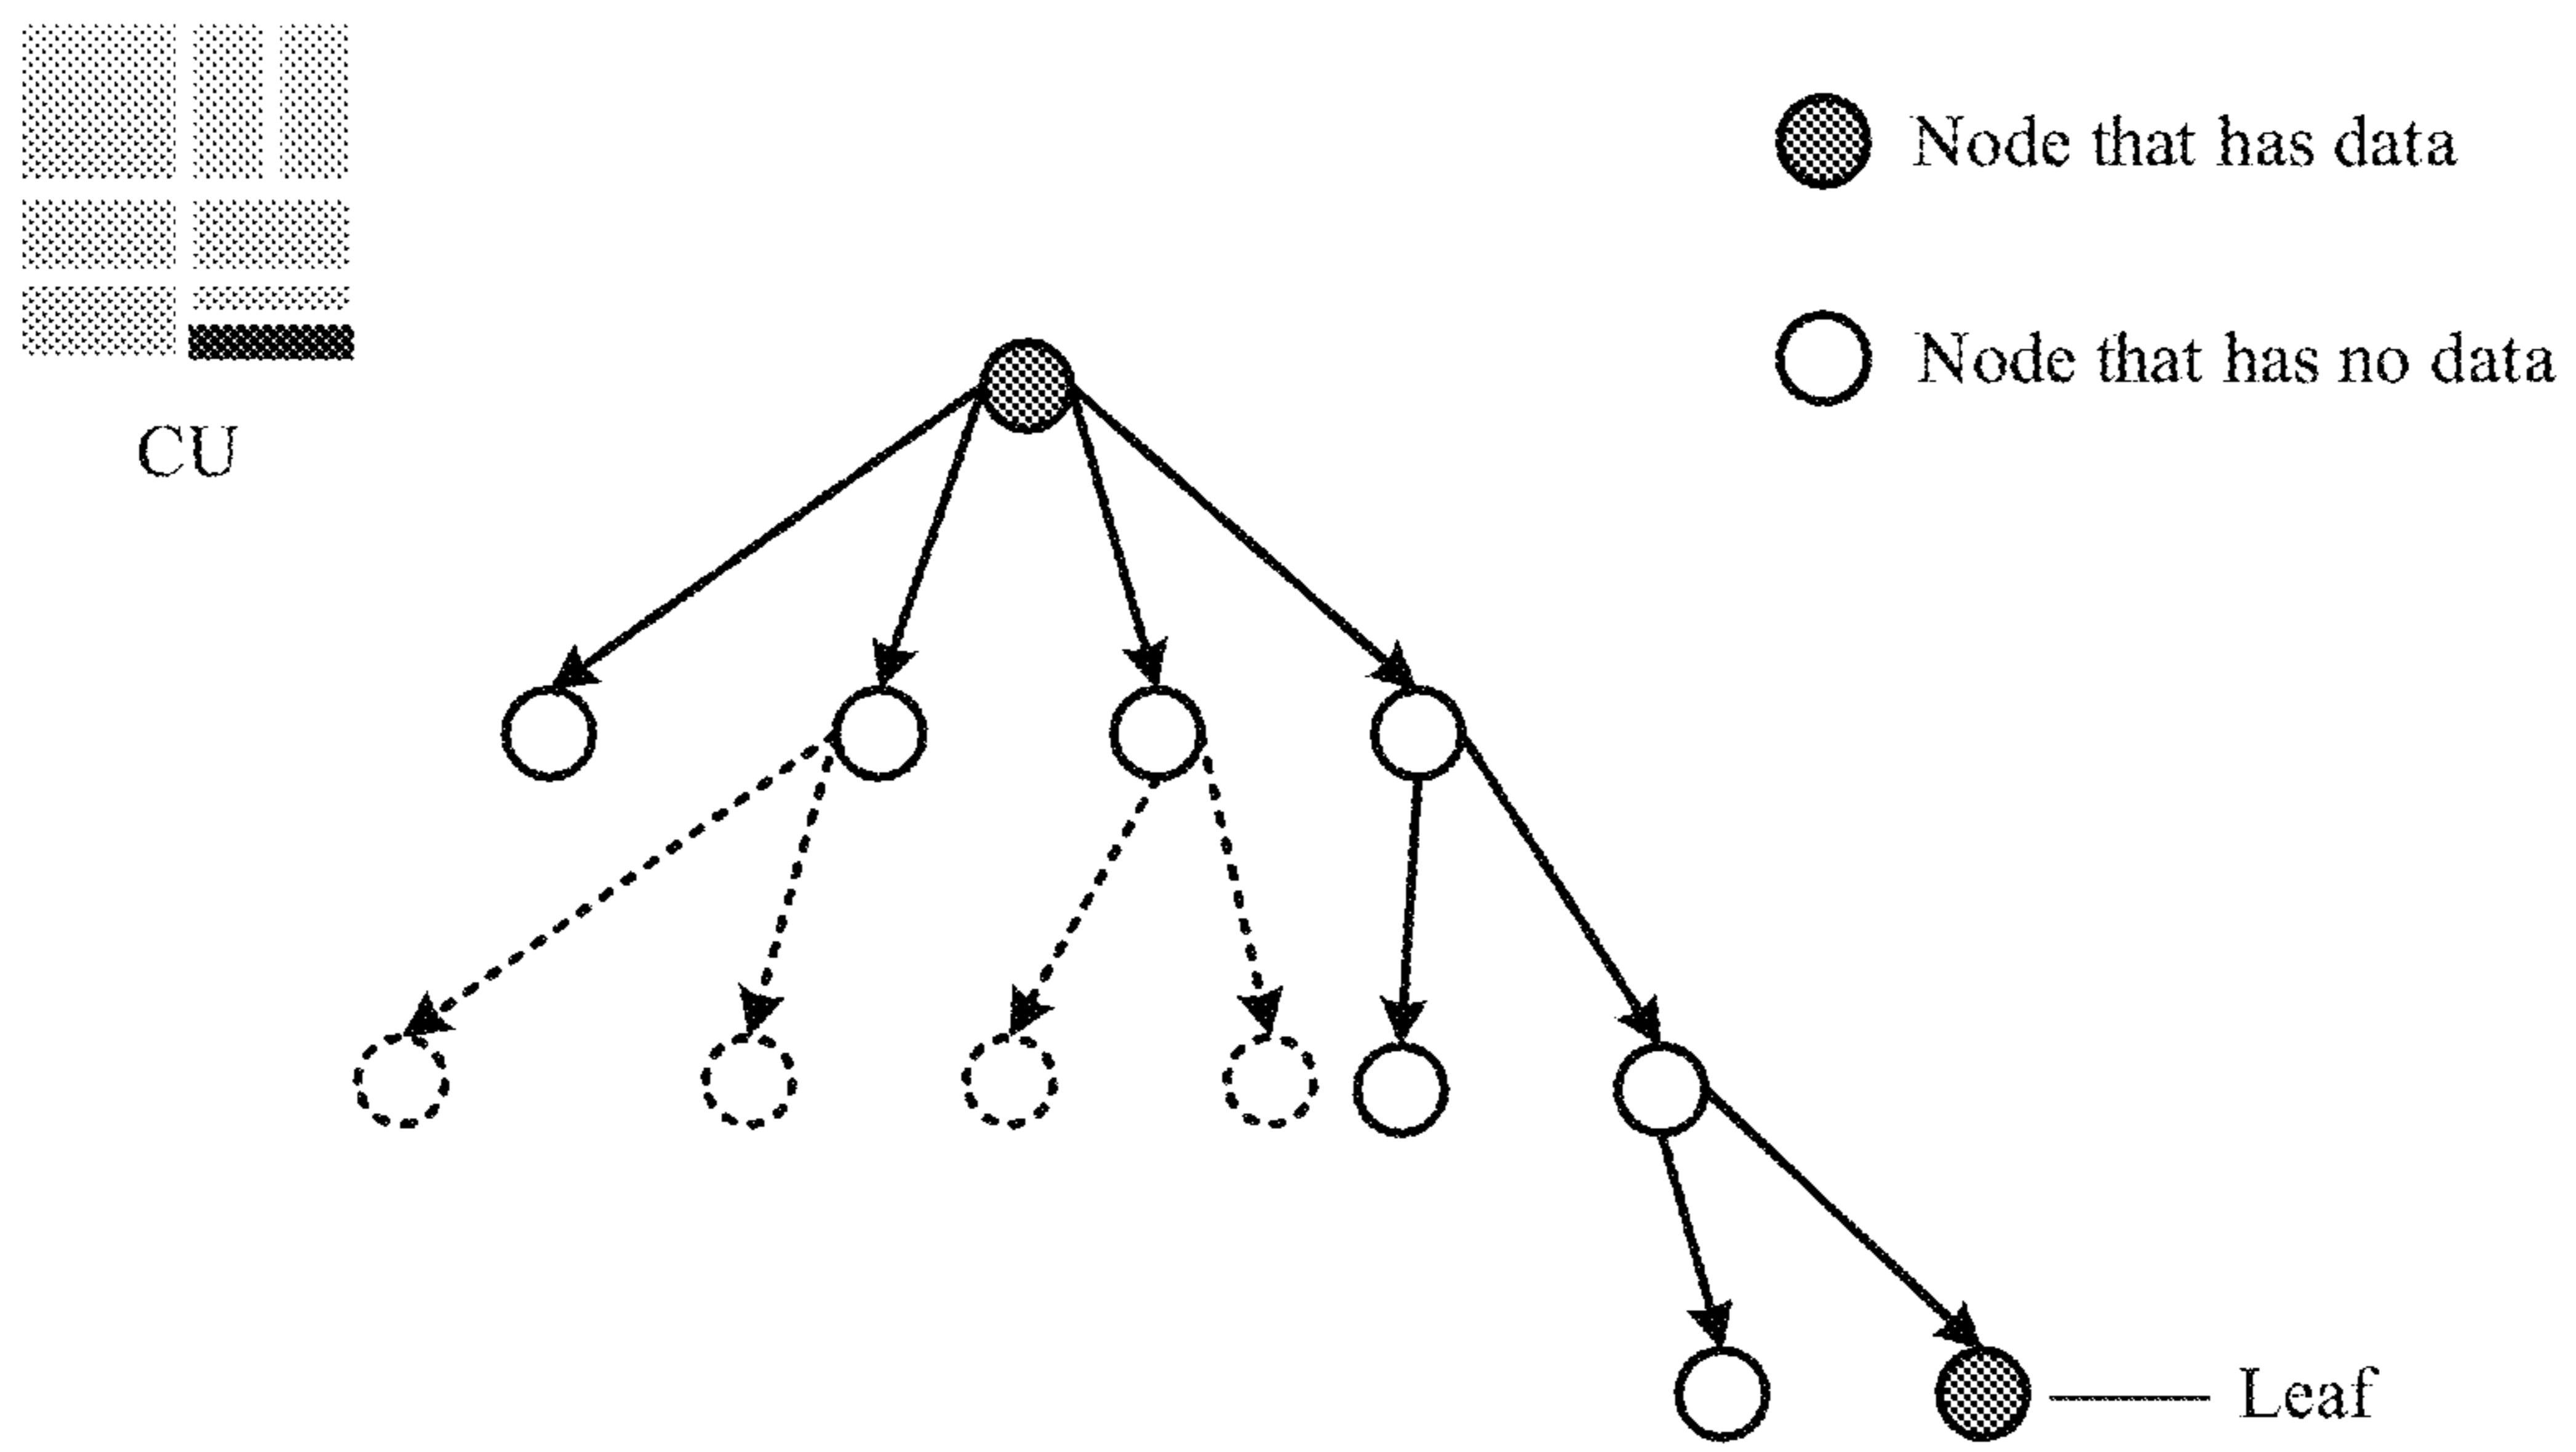 Node that has data
Node that has no data
CU
Leaf